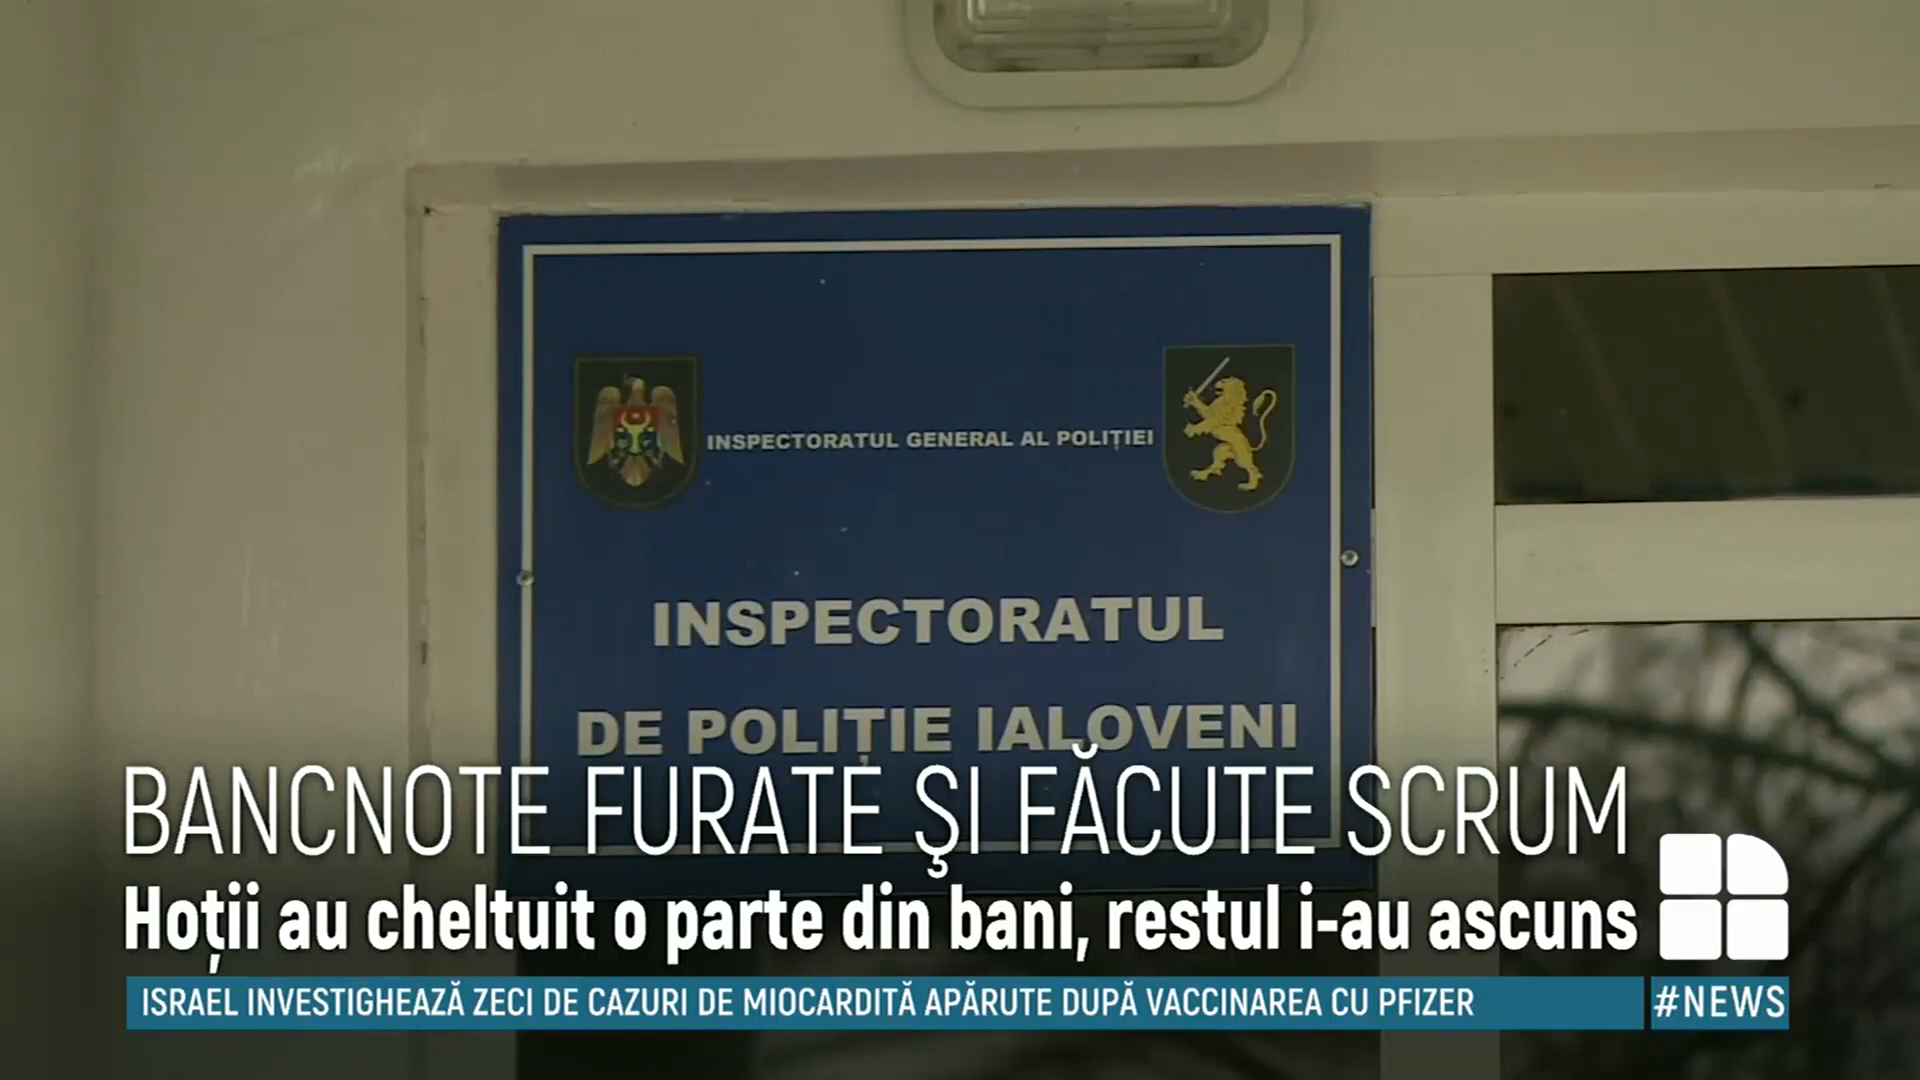 INSPECTORATUL GENERAL AL POLIȚIEI
INSPECTORATUL
DE POLIȚIE IALOVENI
BANCNOTE FURATE ŞI FĂCUTE SCRUM
Hoții au cheltuit o parte din bani, restul i-au ascuns
ISRAEL INVESTIGHEAZĂ ZECI DE CAZURI DE MIOCARDITĂ APĂRUTE DUPĂ VACCINAREA CU PFIZER
#NEWS